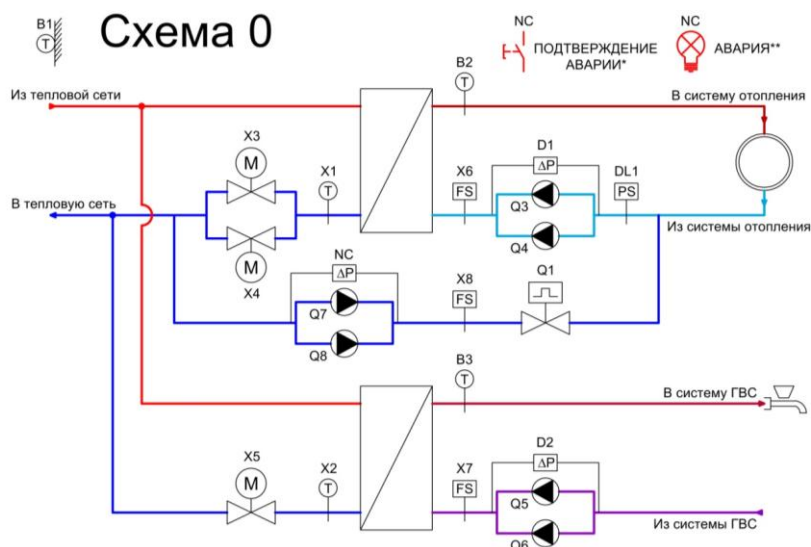 B1
T
Схема 0
NC
ПОДТВЕРЖДЕНИЕ
АВАРИИ*
NC
АВАРИЯ**
Из тепловой сети
B2
T
В систему отопления
X3
M
X1
T
X6
FS
D1
ΔP
DL1
PS
Q3
Q4
В тепловую сеть
Из системы отопления
M
X4
NC
ΔP
X8
FS
Q1
Q7
Q8
B3
T
В систему ГВС
X5
M
X2
T
X7
FS
D2
ΔP
Q5
Q6
Из системы ГВС